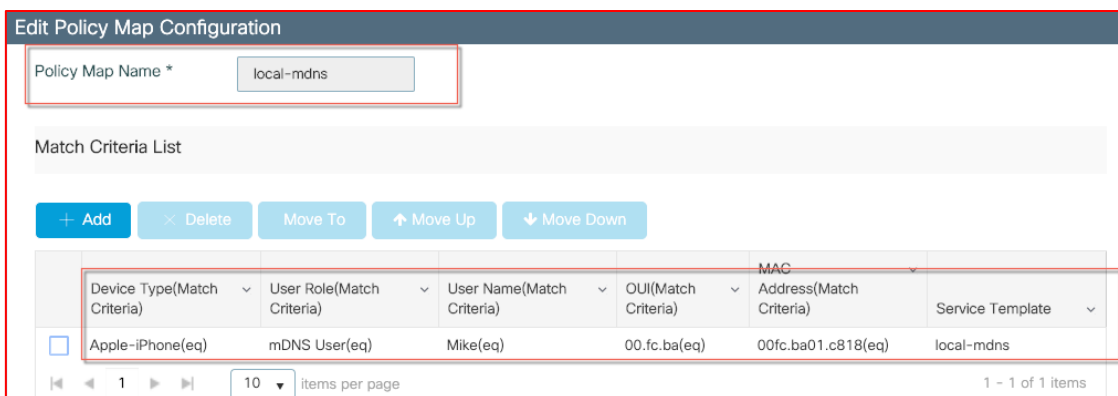 Edit Policy Map Configuration
Policy Map Name * local-mdns
Match Criteria List
+ Add × Delete Move To ↑ Move Up ↓ Move Down
Device Type(Match Criteria) User Role(Match Criteria) User Name(Match Criteria) OUI(Match Criteria) MAC Address(Match Criteria) Service Template
Apple-iPhone(eq) mDNS User(eq) Mike(eq) 00.fc.ba(eq) 00fc.ba01.c818(eq) local-mdns
1 10 items per page 1 - 1 of 1 items